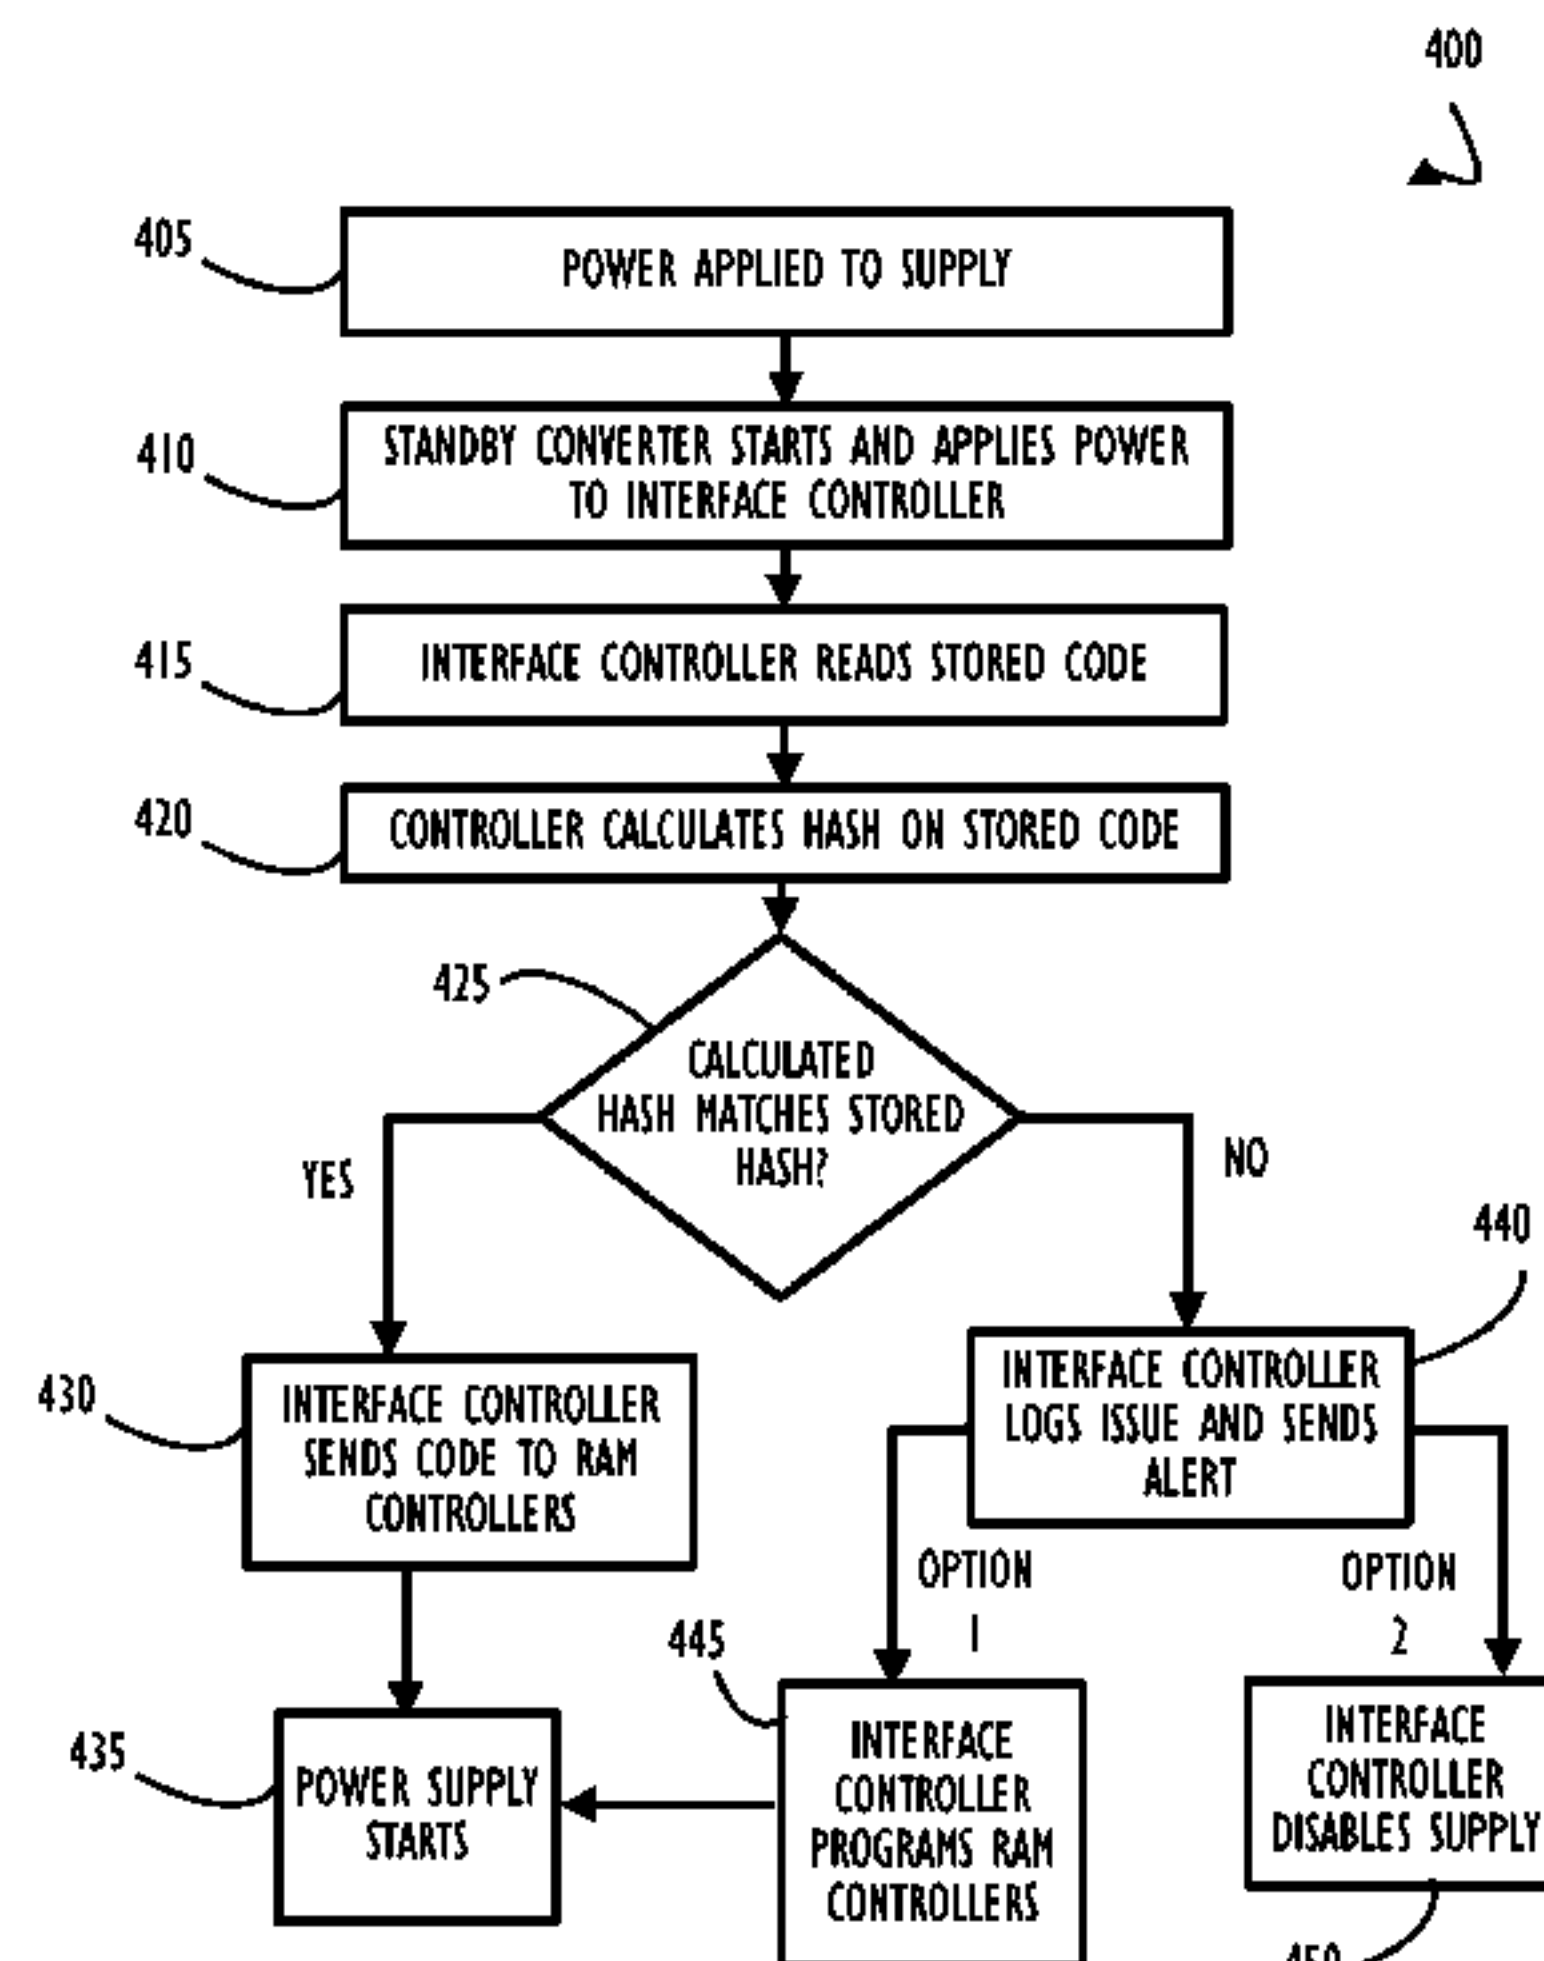 400
405
POWER APPLIED TO SUPPLY
410
STANDBY CONVERTER STARTS AND APPLIES POWER
TO INTERFACE CONTROLLER
415
INTERFACE CONTROLLER READS STORED CODE
420
CONTROLLER CALCULATES HASH ON STORED CODE
425
CALCULATED
HASH MATCHES STORED
HASH?
YES
NO
440
430
INTERFACE CONTROLLER
SENDS CODE TO RAM
CONTROLLERS
INTERFACE CONTROLLER
LOGS ISSUE AND SENDS
ALERT
OPTION
1
OPTION
2
445
435
POWER SUPPLY
STARTS
INTERFACE
CONTROLLER
PROGRAMS RAM
CONTROLLERS
INTERFACE
CONTROLLER
DISABLES SUPPLY